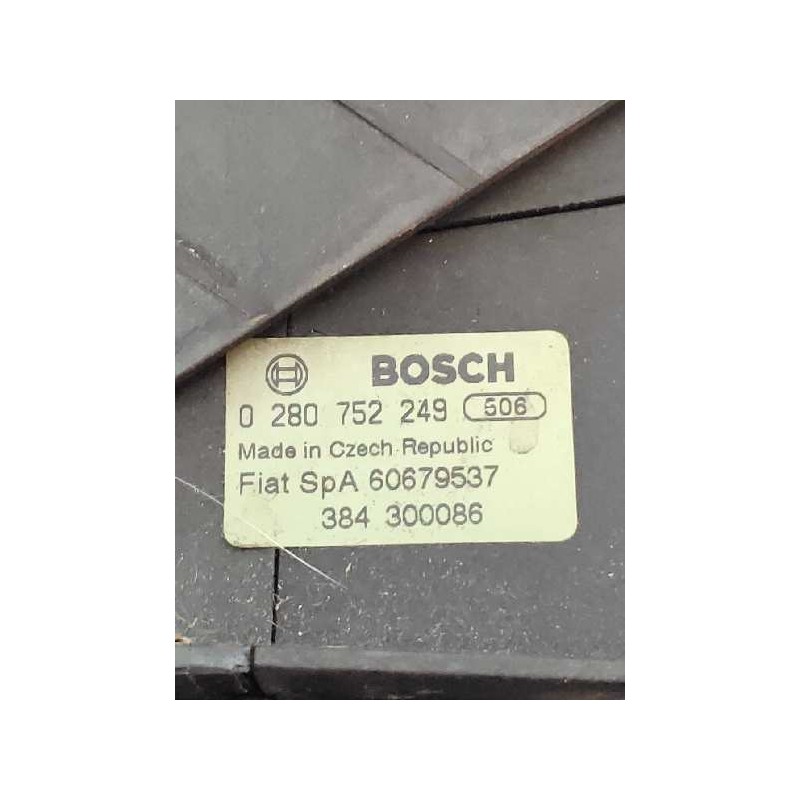 BOSCH
0 280 752 249 506
Made in Czech Republic
Fiat SpA 60679537
384 300086